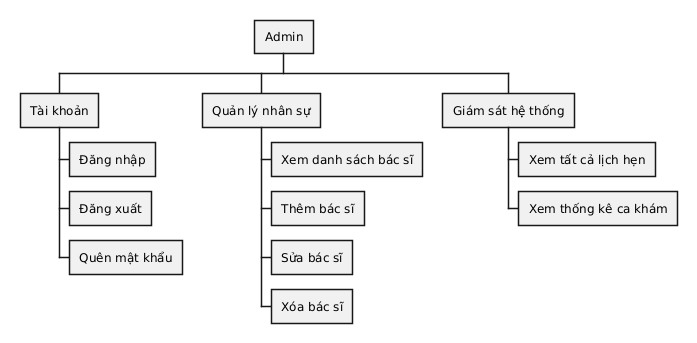 Admin
Tài khoản
Đăng nhập
Đăng xuất
Quên mật khẩu
Quản lý nhân sự
Xem danh sách bác sĩ
Thêm bác sĩ
Sửa bác sĩ
Xóa bác sĩ
Giám sát hệ thống
Xem tất cả lịch hẹn
Xem thống kê ca khám